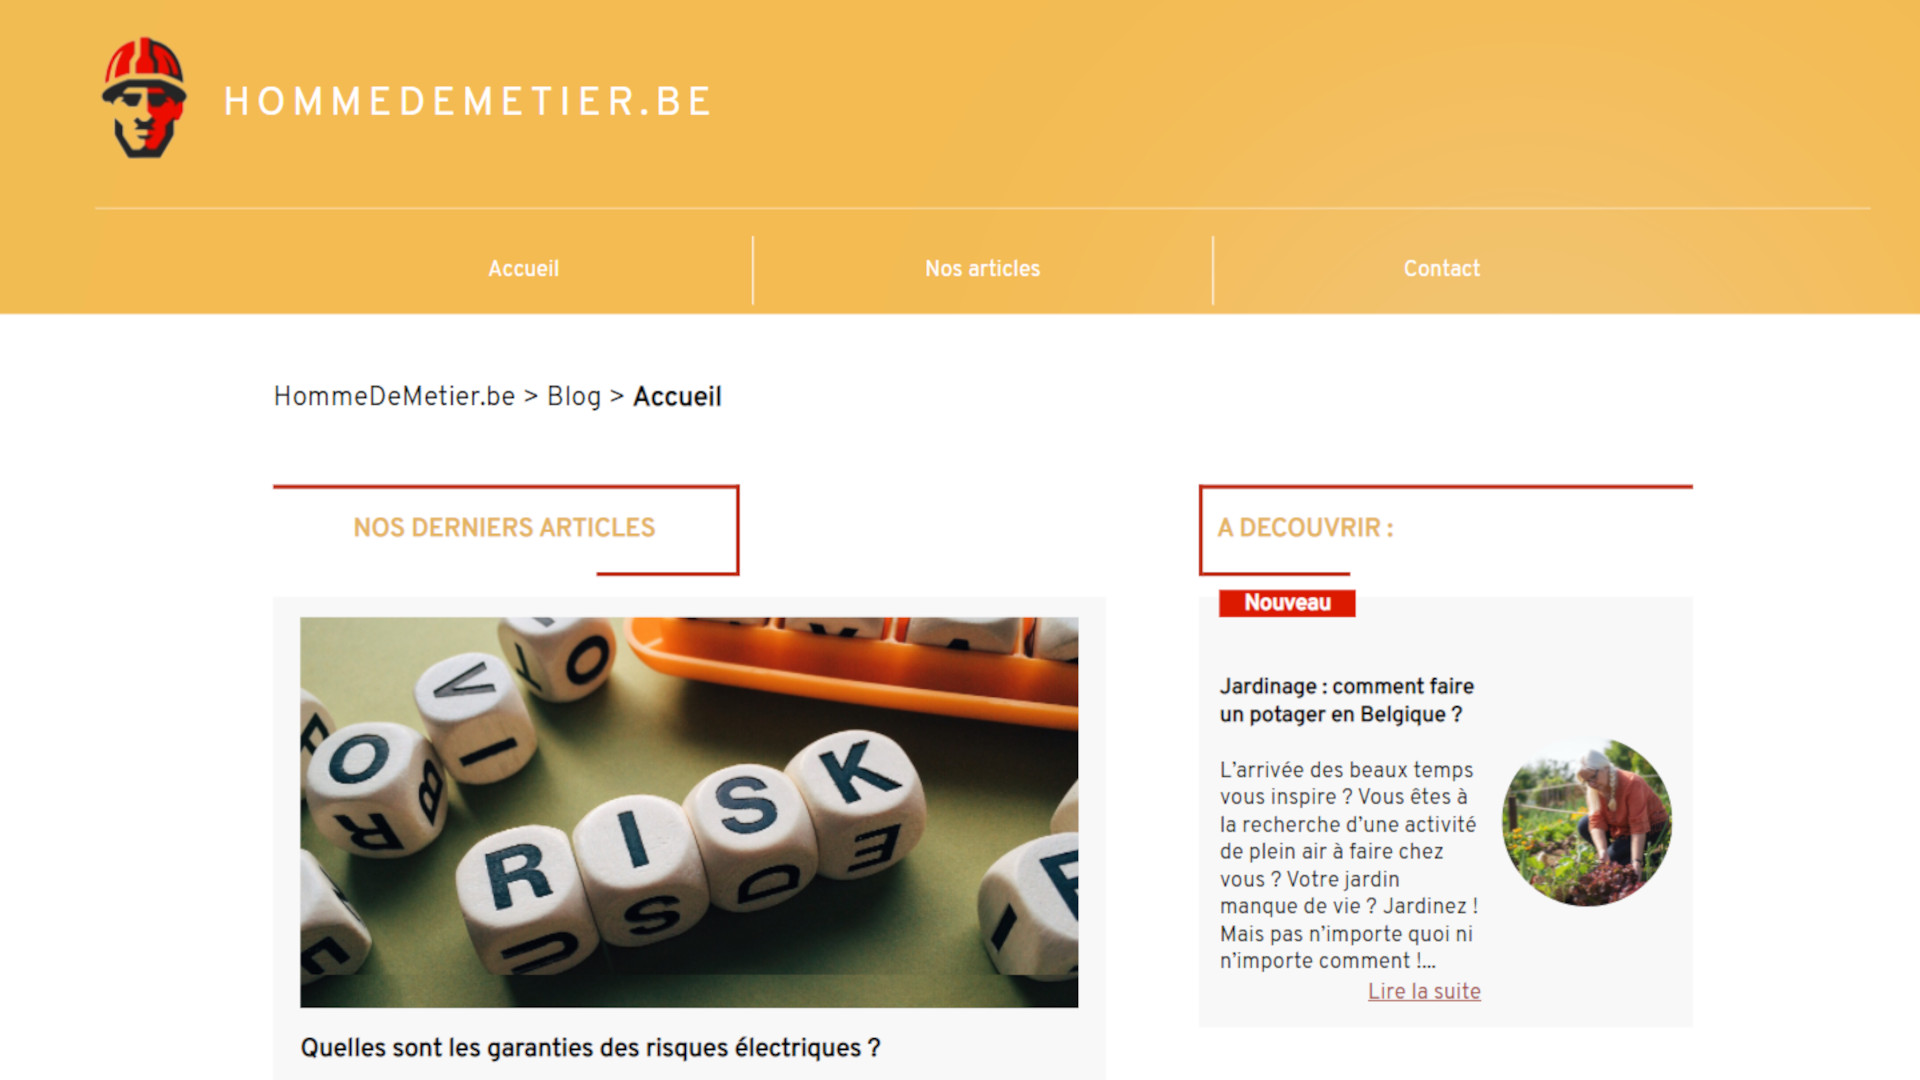 HOMMEDEMETIER.BE
Accueil
Nos articles
Contact
HommeDeMetier.be > Blog > Accueil
NOS DERNIERS ARTICLES
RISK
Quelles sont les garanties des risques électriques ?
A DECOUVRIR :
Nouveau
Jardinage : comment faire
un potager en Belgique ?
L’arrivée des beaux temps
vous inspire ? Vous êtes à
la recherche d’une activité
de plein air à faire chez
vous ? Votre jardin
manque de vie ? Jardinez !
Mais pas n’importe quoi ni
n’importe comment !...
Lire la suite